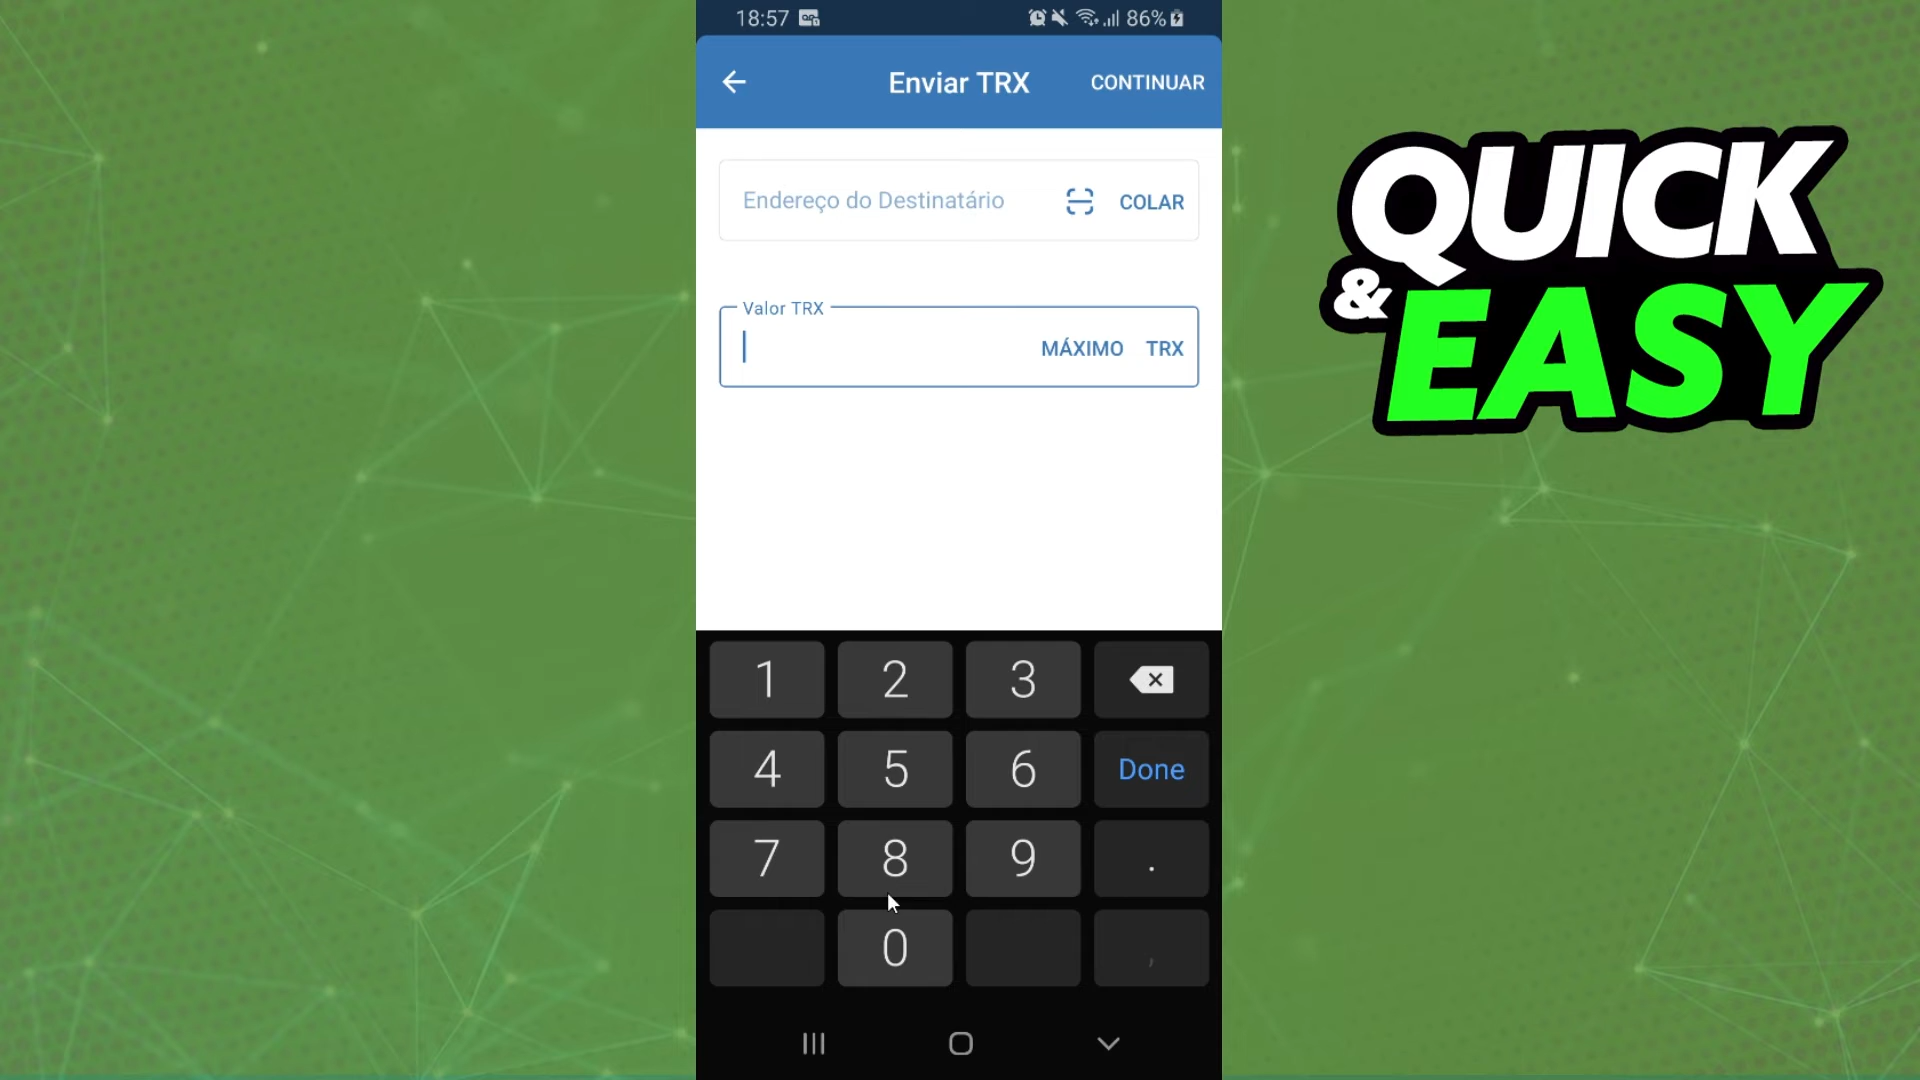 18:57
86%
Enviar TRX
CONTINUAR
Endereço do Destinatário
COLAR
Valor TRX
MÁXIMO TRX
1 2 3
4 5 6 Done
7 8 9 .
0 ,
QUICK
& EASY